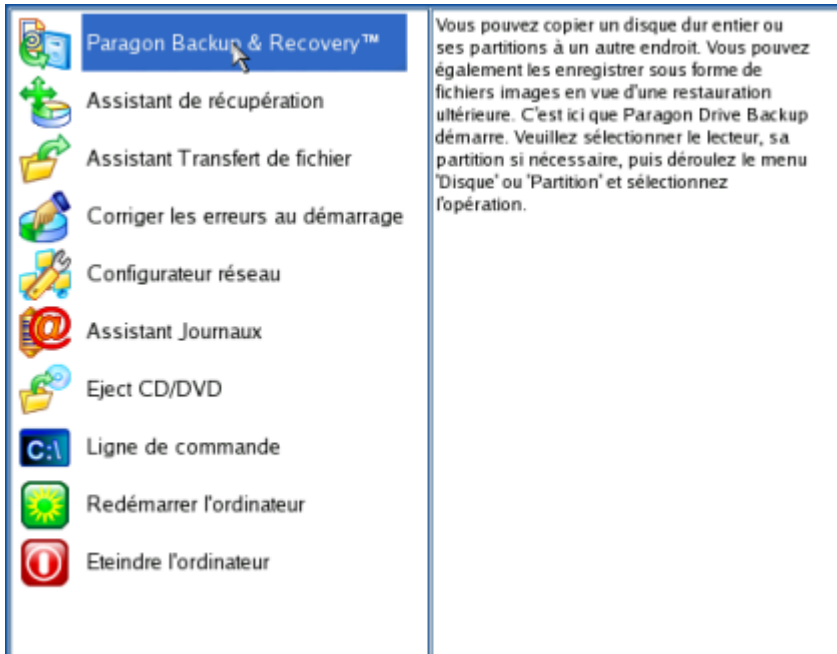 Paragon Backup & Recovery™
Assistant de récupération
Assistant Transfert de fichier
Corriger les erreurs au démarrage
Configurateur réseau
Assistant Journaux
Eject CD/DVD
C:\
Ligne de commande
Redémarrer l'ordinateur
Eteindre l'ordinateur
Vous pouvez copier un disque dur entier ou
ses partitions à un autre endroit. Vous pouvez
également les enregistrer sous forme de
fichiers images en vue d'une restauration
ultérieure. C'est ici que Paragon Drive Backup
démarre. Veuillez sélectionner le lecteur, sa
partition si nécessaire, puis déroulez le menu
'Disque' ou 'Partition' et sélectionnez
l'opération.